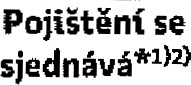 Pojištění se
sjednává*1)2)